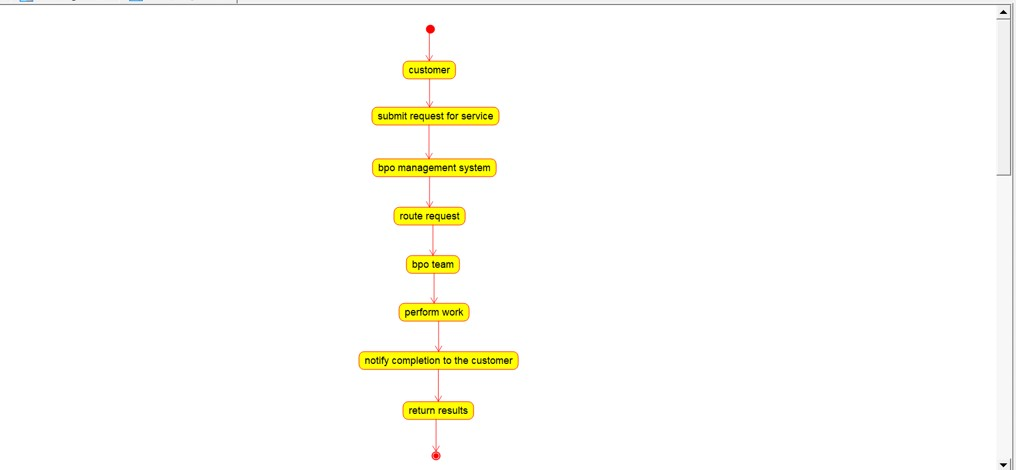 customer
submit request for service
bpo management system
route request
bpo team
perform work
notify completion to the customer
return results